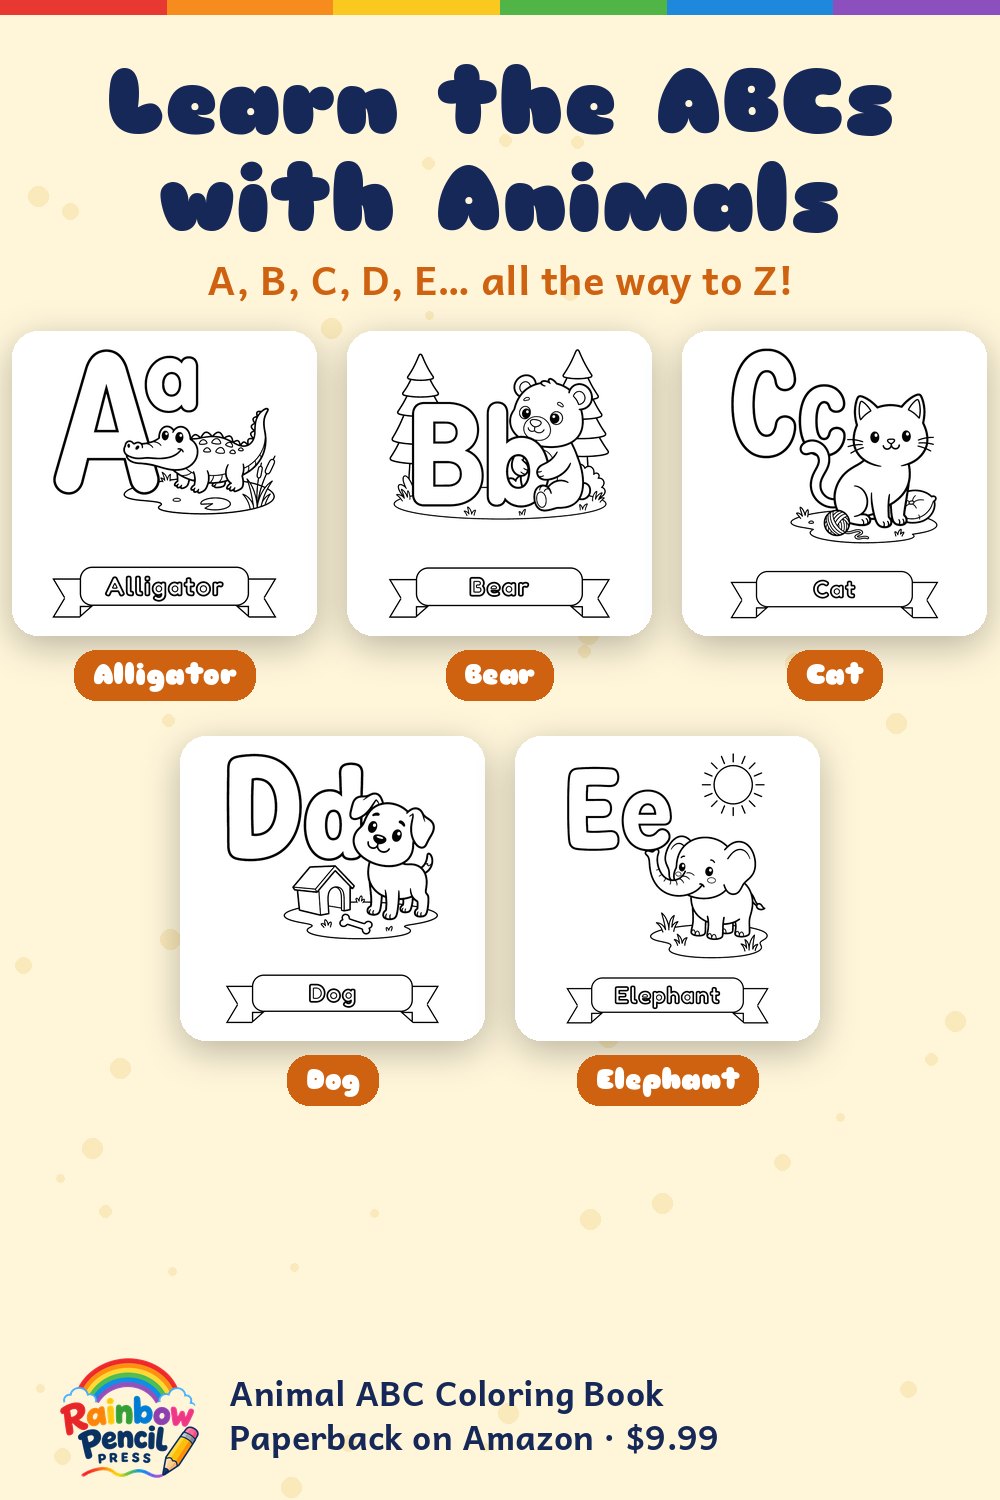 Learn the ABCs
with Animals
A, B, C, D, E... all the way to Z!
Aa
Alligator
Bb
Bear
Cc
Cat
Alligator
Bear
Cat
Dd
Dog
Ee
Elephant
Dog
Elephant
Rainbow
Pencil
PRESS
Animal ABC Coloring Book
Paperback on Amazon · $9.99